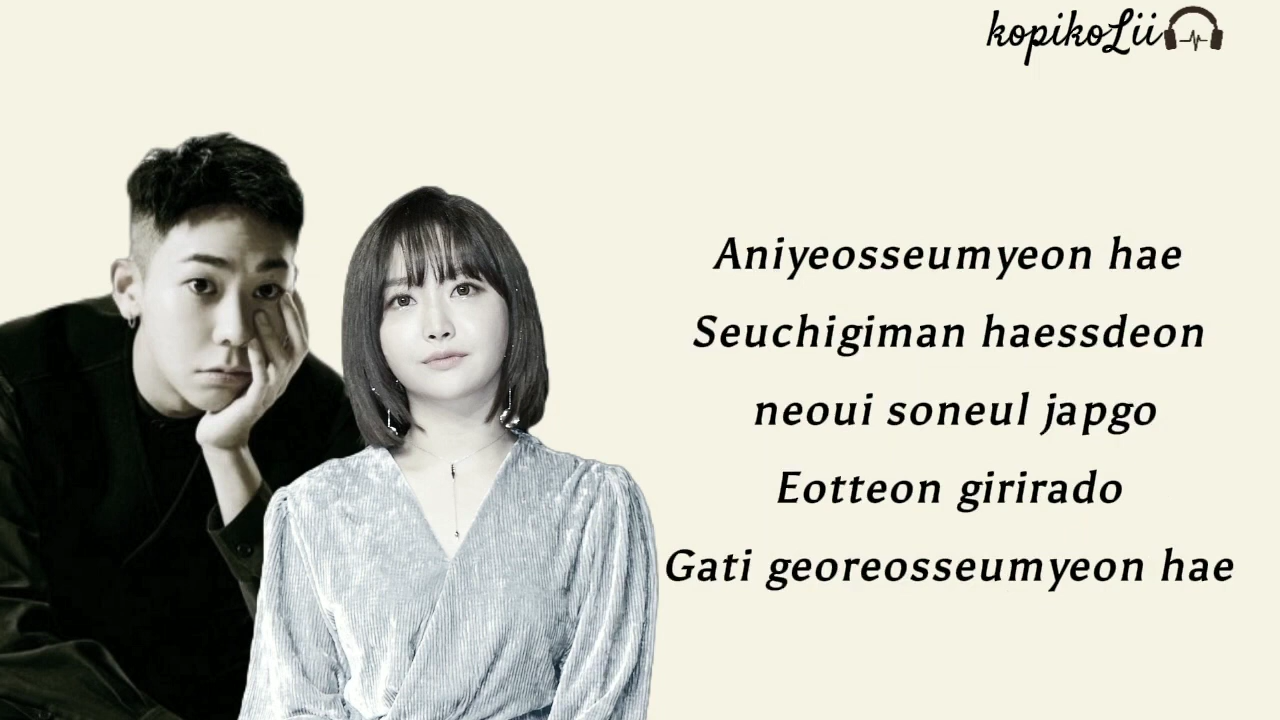 kopikoLii
Aniyeosseumyeon hae
Seuchigiman haessdeon
neoui soneul japgo
Eotteon girirado
Gati georeosseumyeon hae